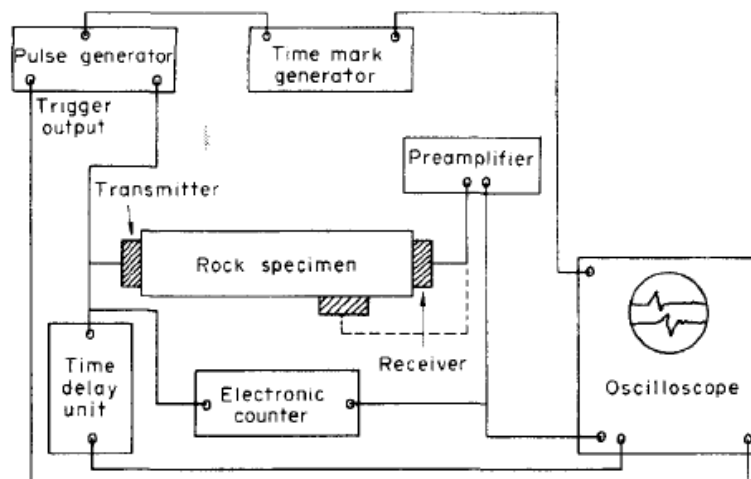 Pulse generator
Time mark
generator
Trigger
output
Preamplifier
Transmitter
Rock specimen
Receiver
Time
delay
unit
Electronic
counter
Oscilloscope